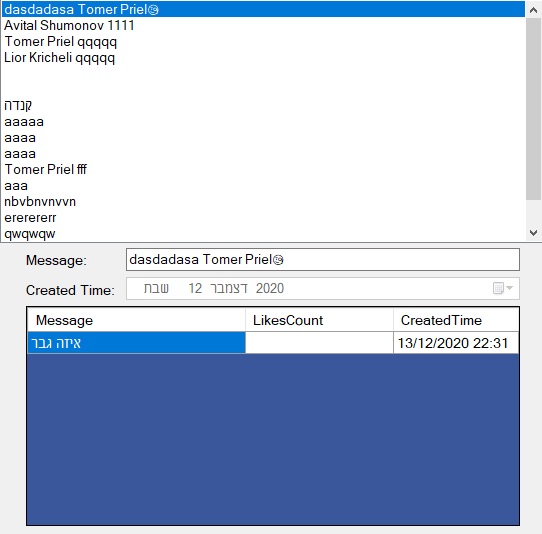 dasdadasa Tomer Priel😘
Avital Shumonov 1111
Tomer Priel qqqqq
Lior Kricheli qqqqq
קנדה
aaaaa
aaaa
aaaa
Tomer Priel fff
aaa
nbvbnvnvvn
ererererr
qwqwqw
Message: dasdadasa Tomer Priel😘
Created Time: שבת 12 דצמבר 2020
Message LikesCount CreatedTime
איזה גבר 13/12/2020 22:31